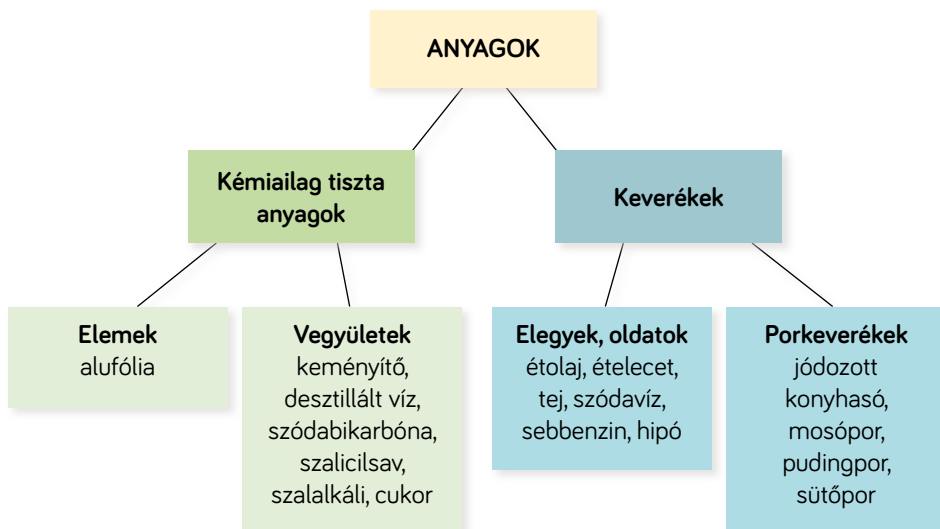 ANYAGOK
Kémiailag tiszta
anyagok
Keverékek
Elemek
alufólia
Vegyületek
keményítő,
desztillált víz,
szódabikarbóna,
szalicilsav,
szalalkáli, cukor
Elegyek, oldatok
étolaj, ételecet,
tej, szódavíz,
sebbenzin, hipó
Porkeverékek
jódozott
konyhasó,
mosópor,
pudingpor,
sütőpor